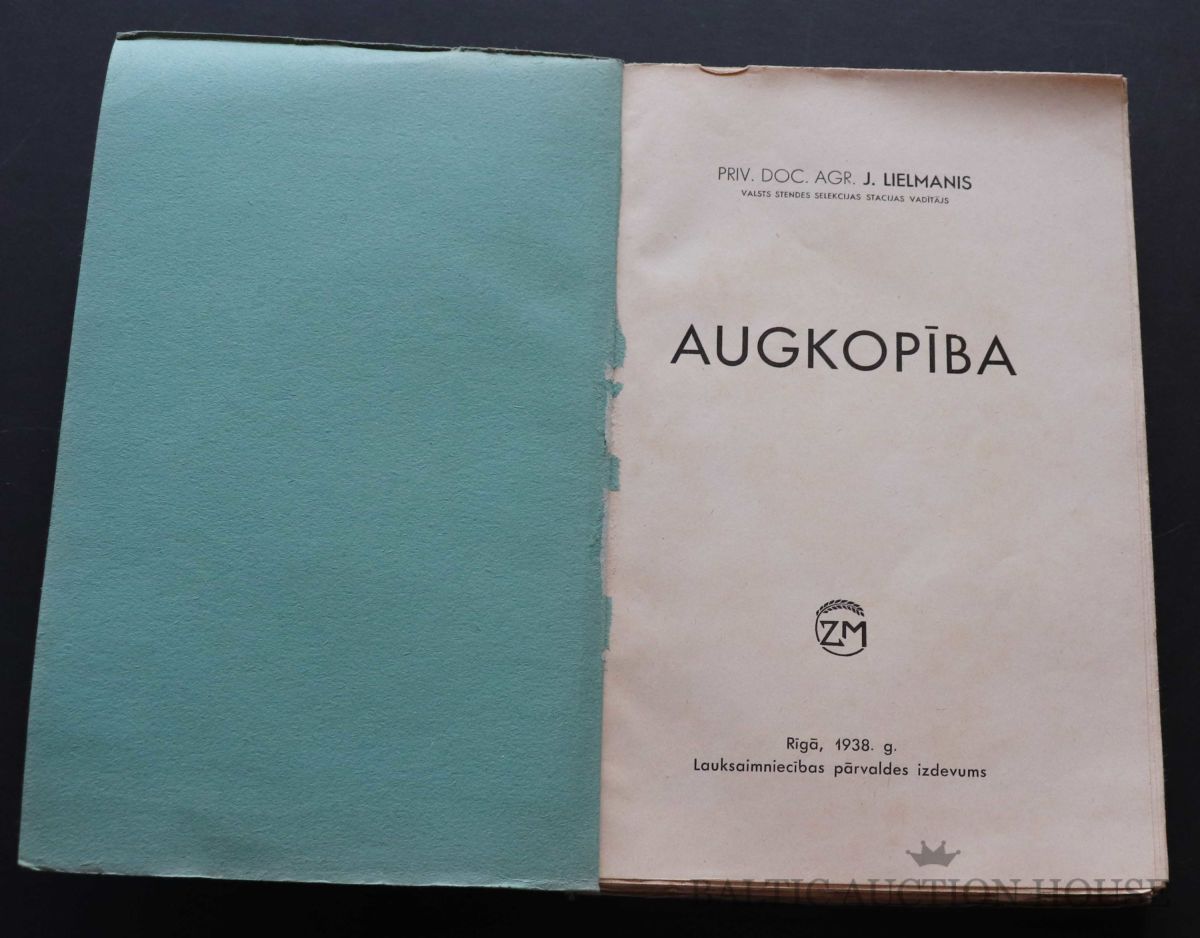 PRIV. DOC. AGR. J. LIELMANIS
VALSTS STENDES SELEKCIJAS STACIJAS VADĪTĀJS
AUGKOPĪBA
ZM
Rīgā, 1938. g.
Lauksaimniecības pārvaldes izdevums
BALTIC AUCTION HOUSE